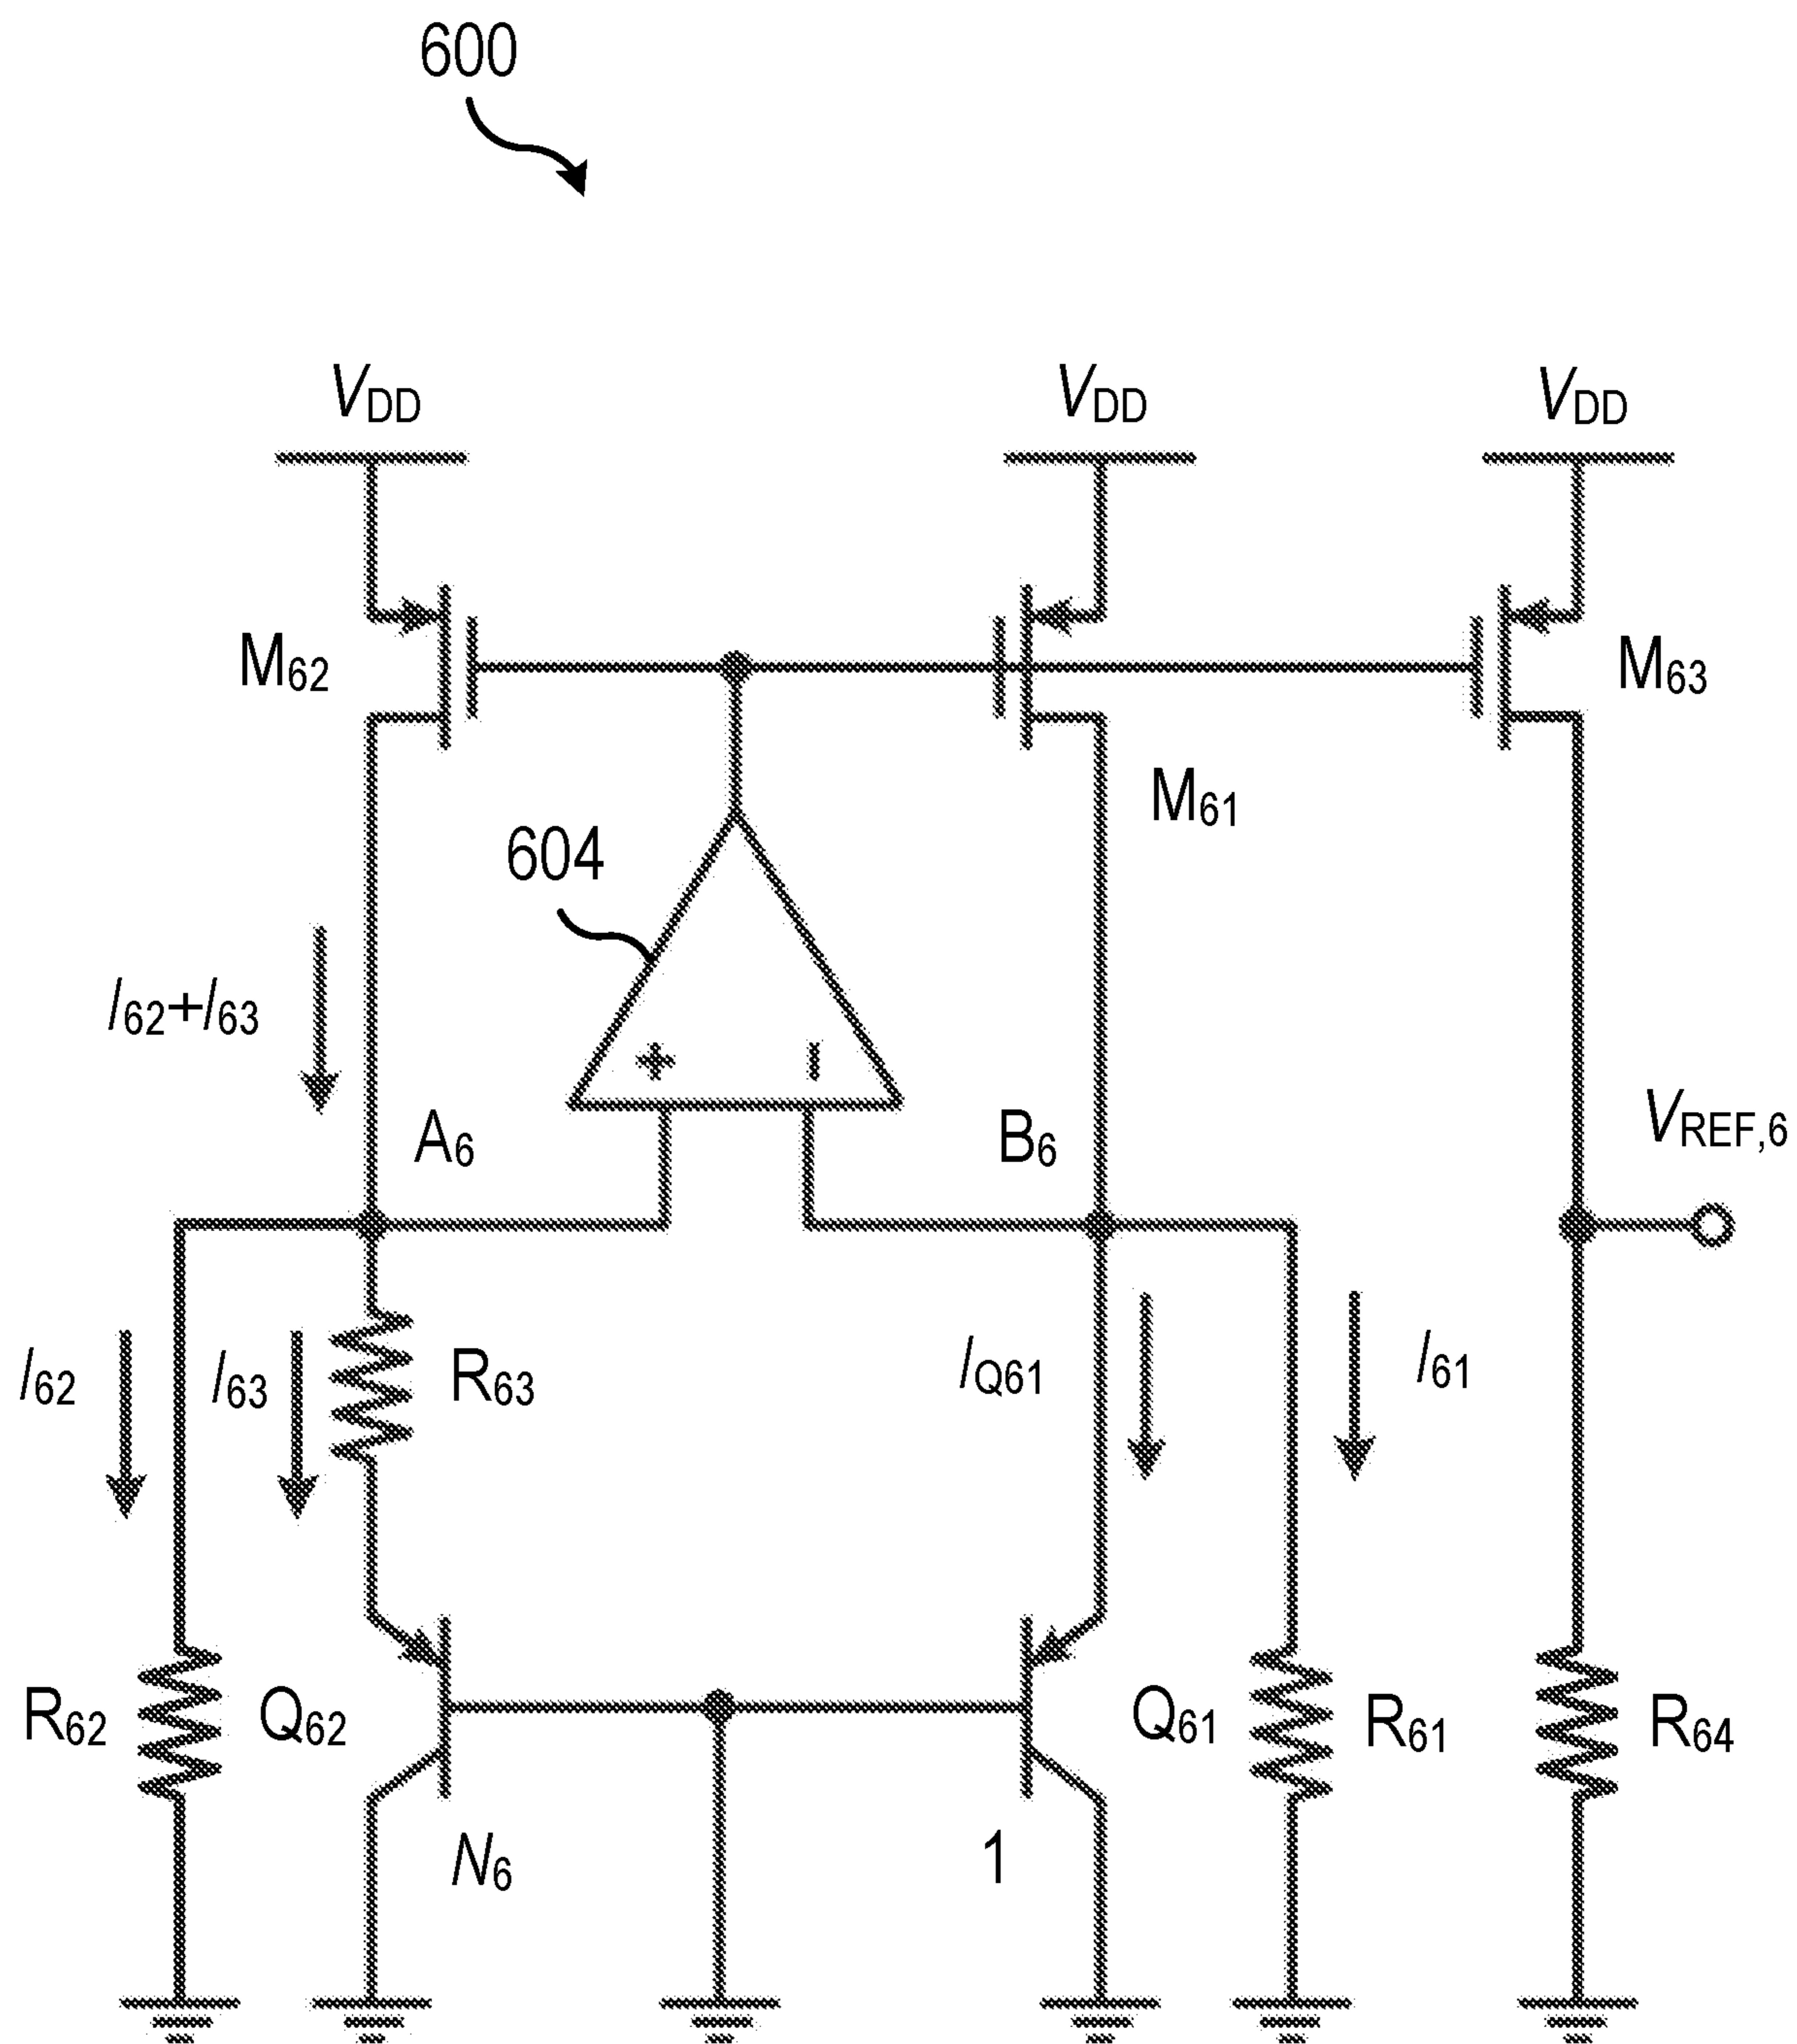 600
VDD
VDD
VDD
M62
M63
M61
604
I62+I63
+
−
A6
B6
VREF,6
I62
I63
R63
IQ61
I61
R62
Q62
Q61
R61
R64
N6
1